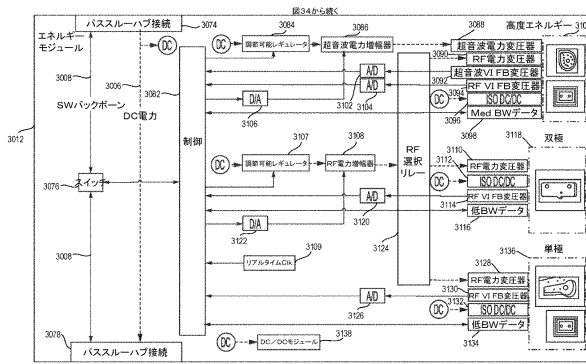 図34から続く
パススルーハブ接続
3074
エネルギー
モジュール
DC
3084
調節可能レギュレータ
3086
超音波電力増幅器
3088
超音波電力変圧器
高度エネルギー
3090
RF電力変圧器
超音波VI FB変圧器
3092
RF VI FB変圧器
3094
DC
ISO DC/DC
3096
Med BWデータ
3098
3008
3006
DC電力
3082
A/D
3102
A/D
3104
D/A
3106
3012
SWバックボーン
制御
3107
DC
調節可能レギュレータ
3108
RF電力増幅器
RF
選択
リレー
3118
双極
3110
RF電力変圧器
3112
DC
ISO DC/DC
3114
RF VI FB変圧器
3116
低BWデータ
3076
スイッチ
A/D
3120
D/A
3122
3124
3109
リアルタイムClk
3008
A/D
3126
3136
単極
3128
RF電力変圧器
3130
RF VI FB変圧器
3132
DC
ISO DC/DC
低BWデータ
3134
DC
DC/DCモジュール
3138
3078
パススルーハブ接続